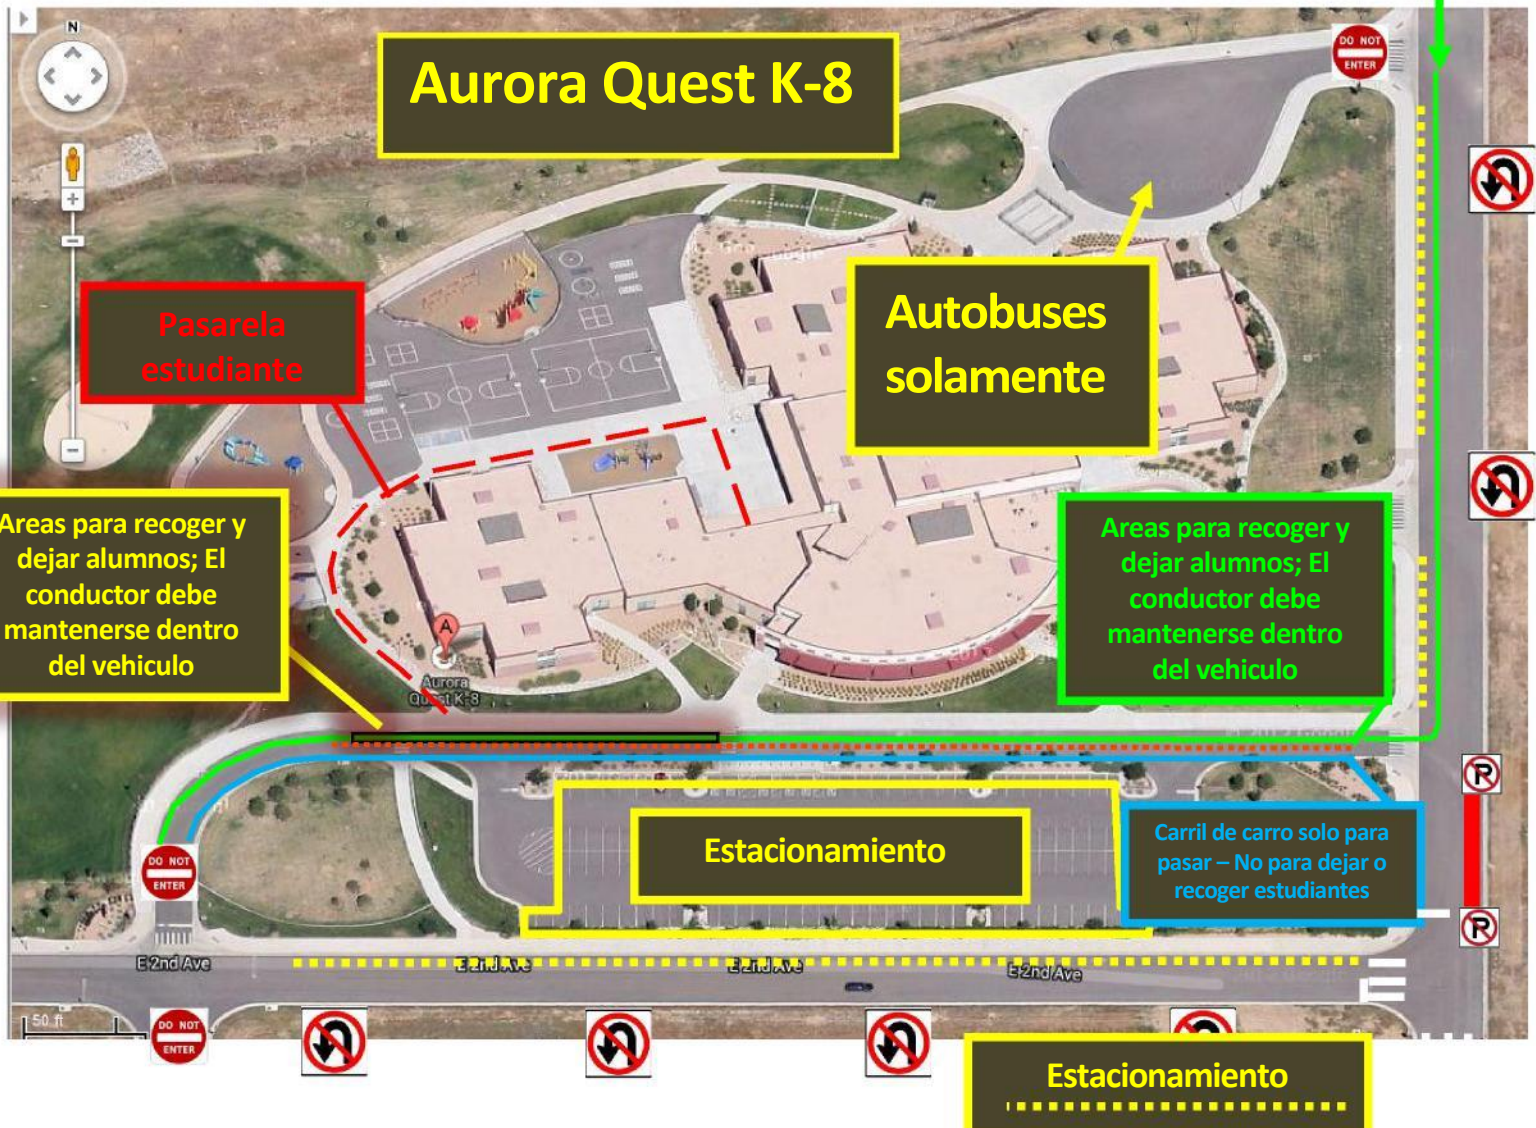 N
Aurora Quest K-8
DO NOT
ENTER
Pasarela
estudiante
Autobuses
solamente
Areas para recoger y
dejar alumnos; El
conductor debe
mantenerse dentro
del vehiculo
Areas para recoger y
dejar alumnos; El
conductor debe
mantenerse dentro
del vehiculo
A
Aurora
Quest K-8
Estacionamiento
Carril de carro solo para
pasar – No para dejar o
recoger estudiantes
P
P
DO NOT
ENTER
E 2nd Ave
E 2nd Ave
E 2nd Ave
E 2nd Ave
50 ft
DO NOT
ENTER
Estacionamiento